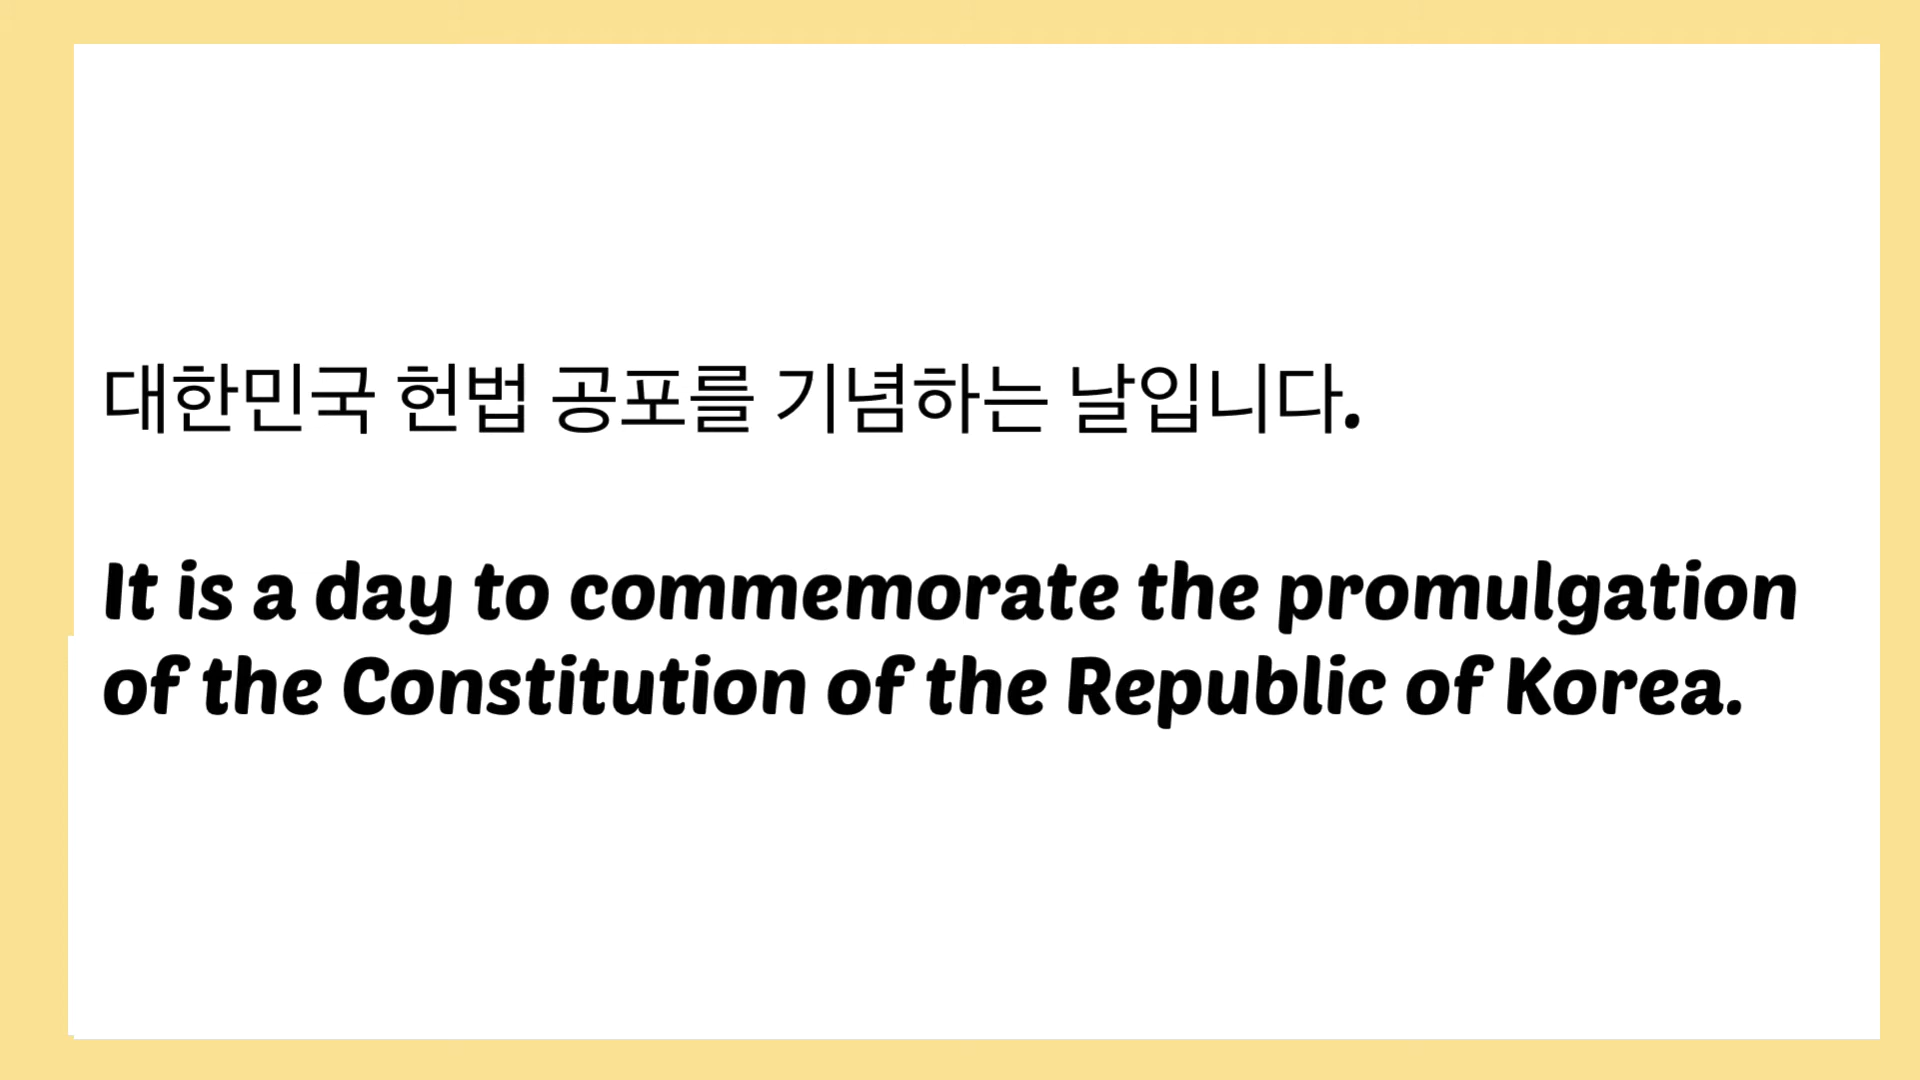 대한민국 헌법 공포를 기념하는 날입니다.
It is a day to commemorate the promulgation
of the Constitution of the Republic of Korea.